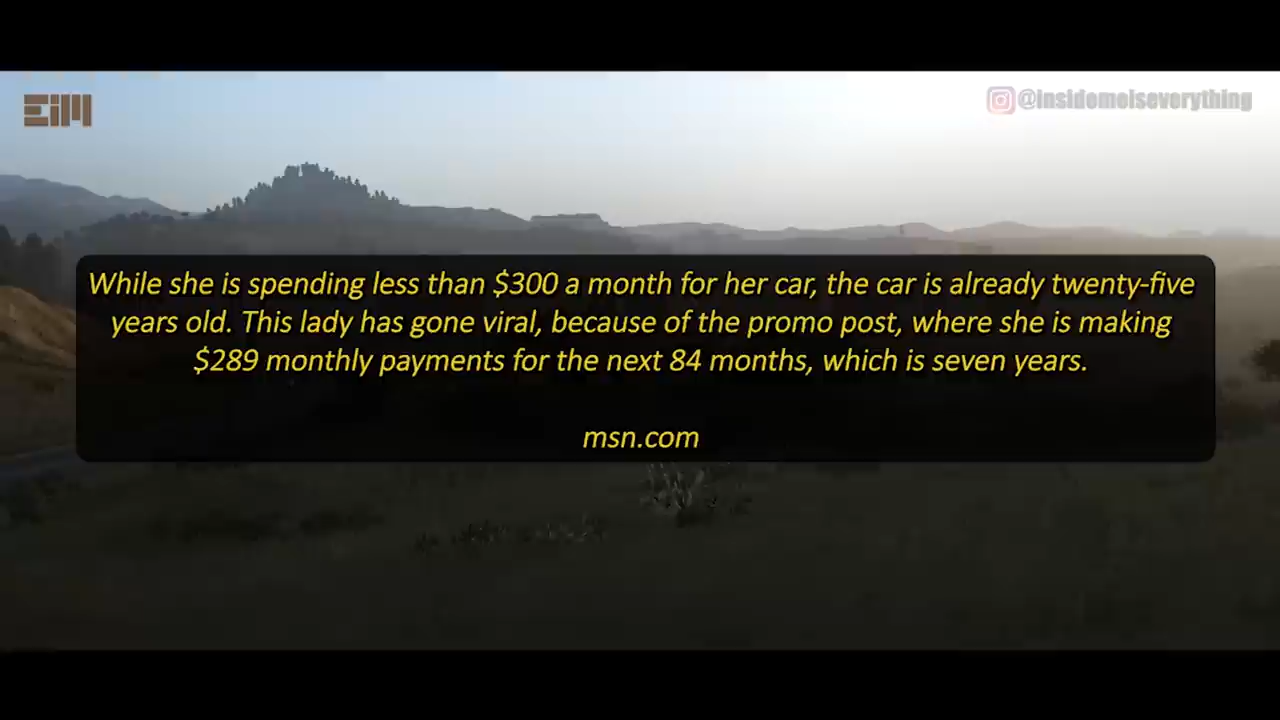 EiM
@insidemeiseverything
While she is spending less than $300 a month for her car, the car is already twenty-five
years old. This lady has gone viral, because of the promo post, where she is making
$289 monthly payments for the next 84 months, which is seven years.
msn.com